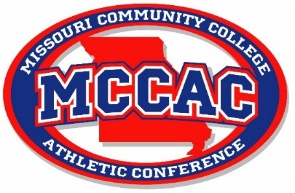 MISSOURI COMMUNITY COLLEGE
MCCAC
ATHLETIC CONFERENCE